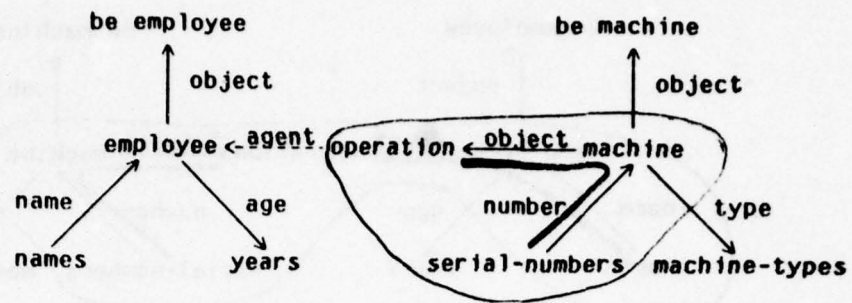 be employee be machine
object object
employee agent operation object machine
name age number type
names years serial-numbers machine-types